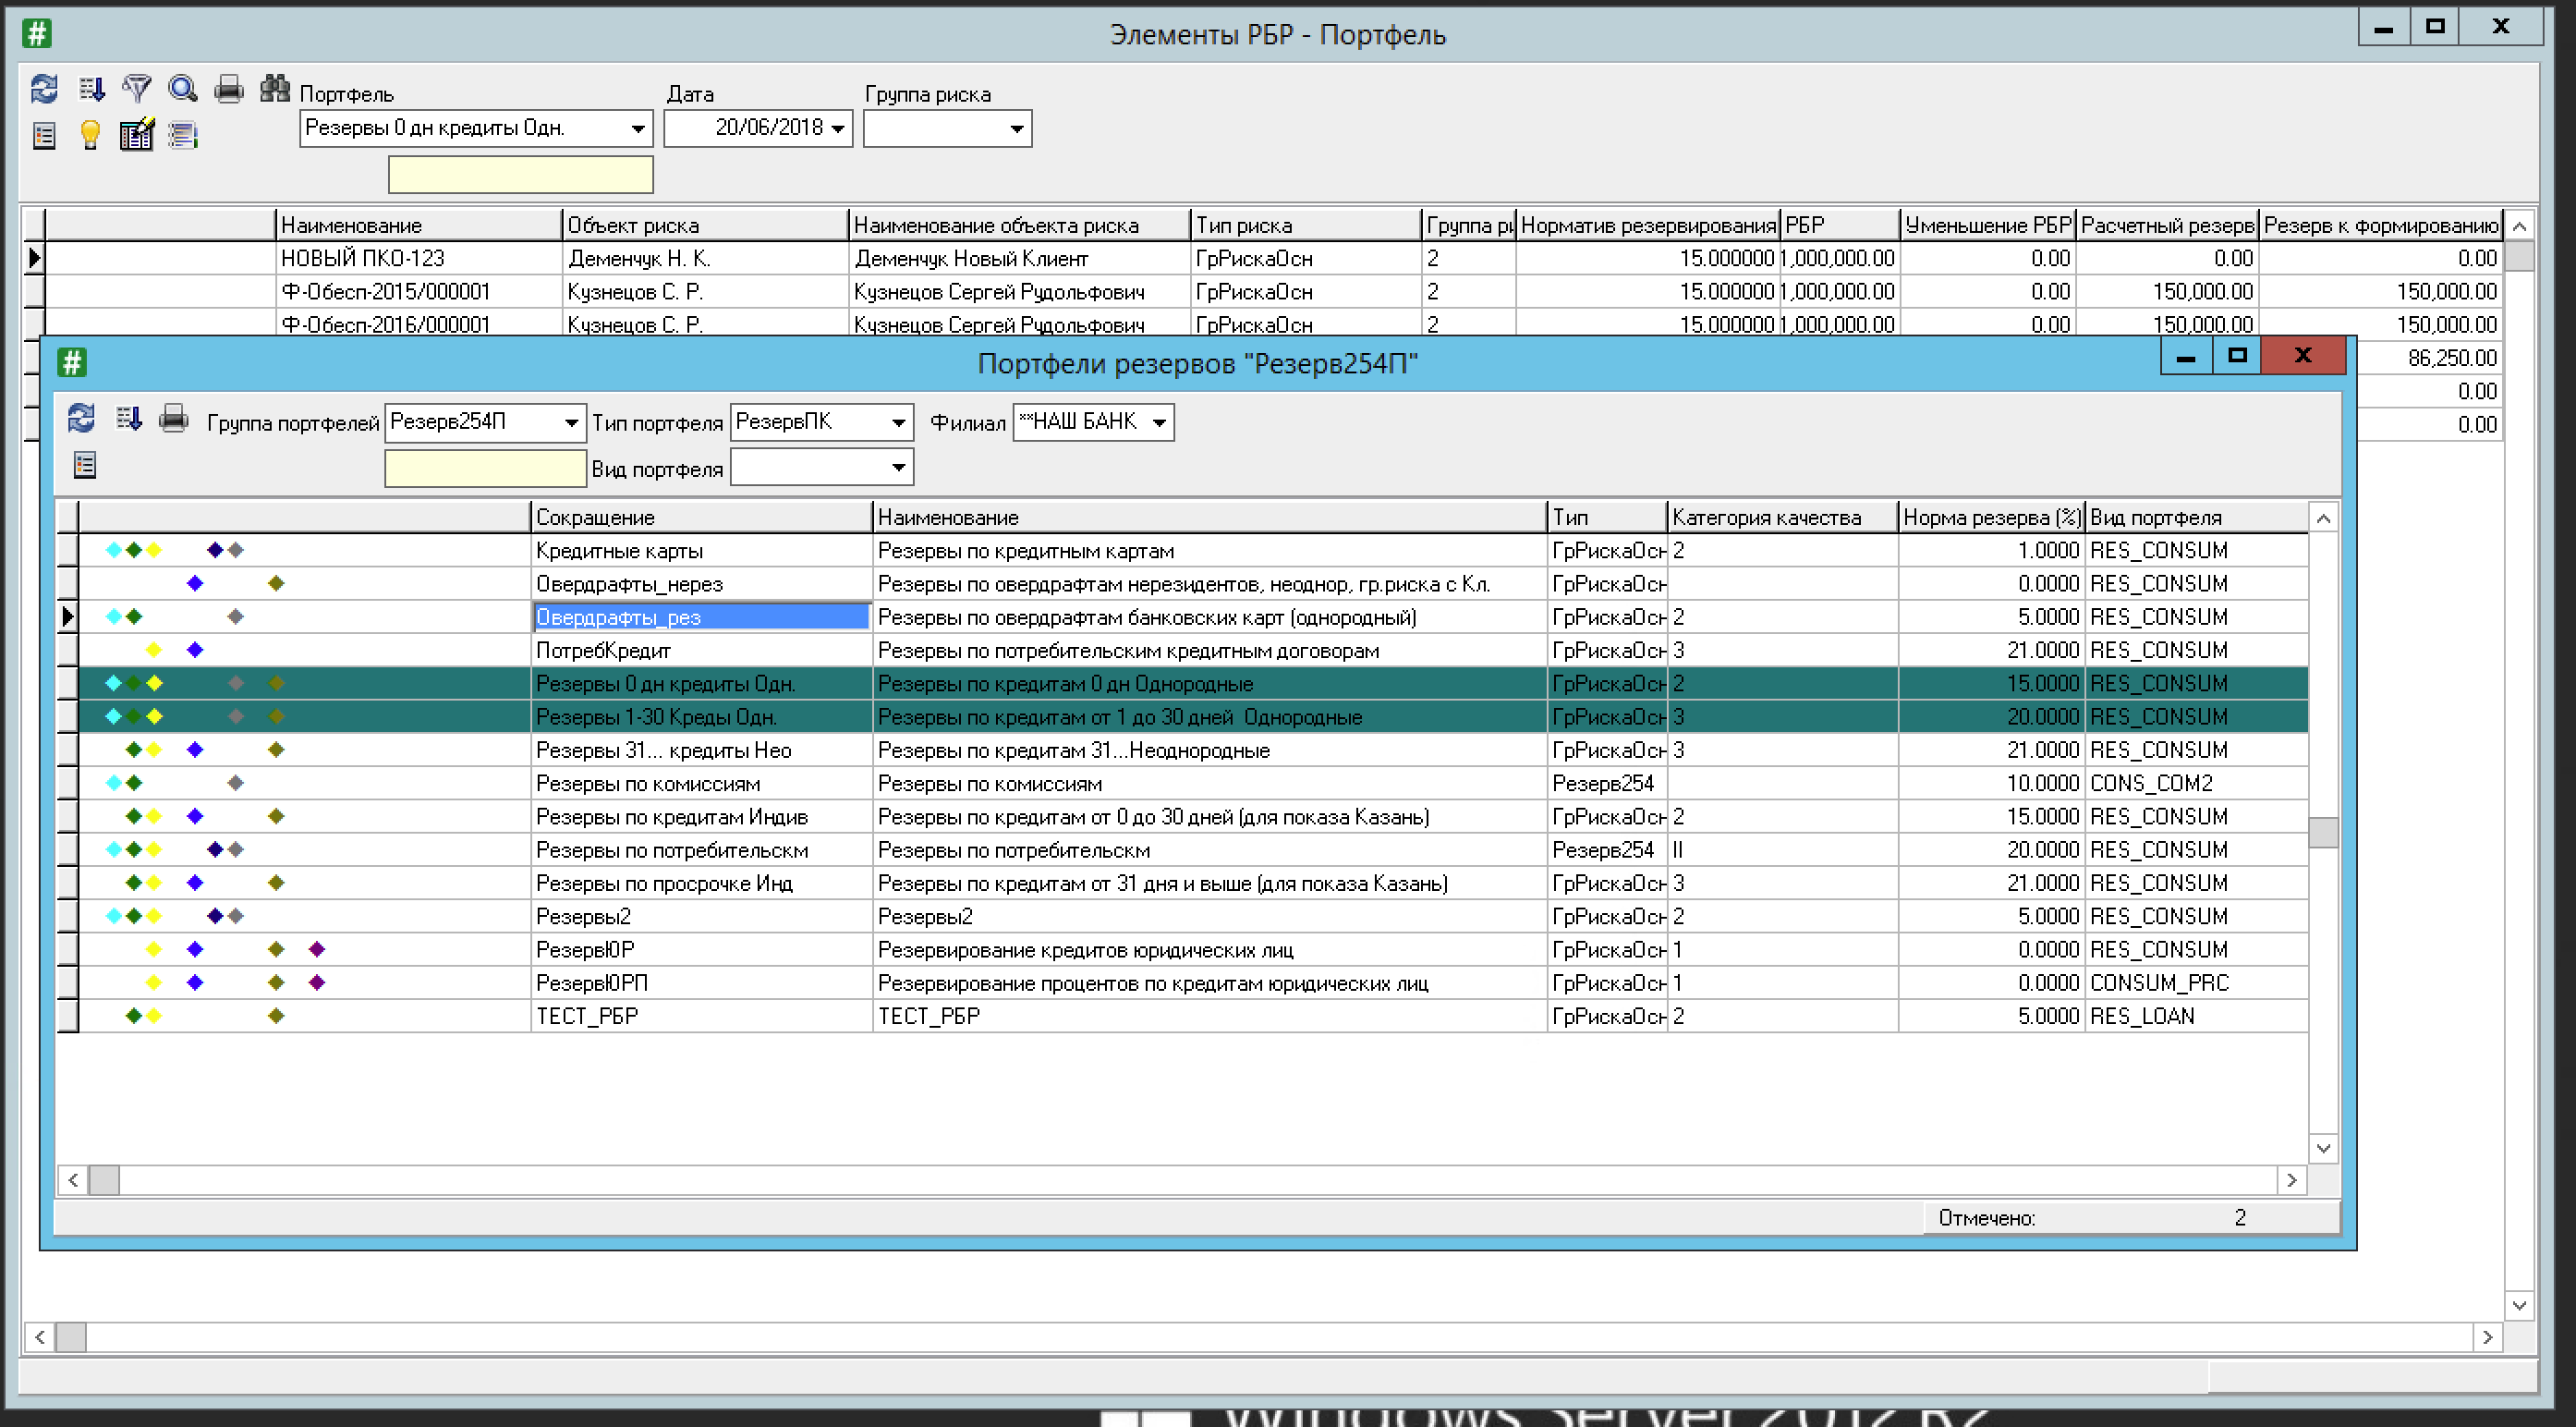 Элементы РБР - Портфель
Портфель Дата Группа риска
Резервы 0 дн кредиты Одн. 20/06/2018
Наименование Объект риска Наименование объекта риска Тип риска Группа ри Норматив резервирования РБР Уменьшение РБР Расчетный резерв Резерв к формированию
НОВЫЙ ПКО-123 Деменчук Н. К. Деменчук Новый Клиент ГрРискаОсн 2 15.000000 1,000,000.00 0.00 0.00 0.00
Ф-Обесп-2015/000001 Кузнецов С. Р. Кузнецов Сергей Рудольфович ГрРискаОсн 2 15.000000 1,000,000.00 0.00 150,000.00 150,000.00
Ф-Обесп-2016/000001 Кузнецов С. Р. Кузнецов Сергей Рудольфович ГрРискаОсн 2 15.000000 1,000,000.00 0.00 150,000.00 150,000.00
86,250.00
0.00
0.00
Портфели резервов "Резерв254П"
Группа портфелей Резерв254П Тип портфеля РезервПК Филиал **НАШ БАНК
Вид портфеля
Сокращение Наименование Тип Категория качества Норма резерва (%) Вид портфеля
Кредитные карты Резервы по кредитным картам ГрРискаОсн 2 1.0000 RES_CONSUM
Овердрафты_нерез Резервы по овердрафтам нерезидентов, неоднор, гр.риска с Кл. ГрРискаОсн 0.0000 RES_CONSUM
Овердрафты_рез Резервы по овердрафтам банковских карт (однородный) ГрРискаОсн 2 5.0000 RES_CONSUM
ПотребКредит Резервы по потребительским кредитным договорам ГрРискаОсн 3 21.0000 RES_CONSUM
Резервы 0 дн кредиты Одн. Резервы по кредитам 0 дн Однородные ГрРискаОсн 2 15.0000 RES_CONSUM
Резервы 1-30 Креды Одн. Резервы по кредитам от 1 до 30 дней Однородные ГрРискаОсн 3 20.0000 RES_CONSUM
Резервы 31... кредиты Нео Резервы по кредитам 31...Неоднородные ГрРискаОсн 3 21.0000 RES_CONSUM
Резервы по комиссиям Резервы по комиссиям Резерв254 10.0000 CONS_COM2
Резервы по кредитам Индив Резервы по кредитам от 0 до 30 дней (для показа Казань) ГрРискаОсн 2 15.0000 RES_CONSUM
Резервы по потребительскм Резервы по потребительскм Резерв254 II 20.0000 RES_CONSUM
Резервы по просрочке Инд Резервы по кредитам от 31 дня и выше (для показа Казань) ГрРискаОсн 3 21.0000 RES_CONSUM
Резервы2 Резервы2 ГрРискаОсн 2 5.0000 RES_CONSUM
РезервЮР Резервирование кредитов юридических лиц ГрРискаОсн 1 0.0000 RES_CONSUM
РезервЮРП Резервирование процентов по кредитам юридических лиц ГрРискаОсн 1 0.0000 CONSUM_PRC
ТЕСТ_РБР ТЕСТ_РБР ГрРискаОсн 2 5.0000 RES_LOAN
Отмечено: 2
Windows Server 2012 R2